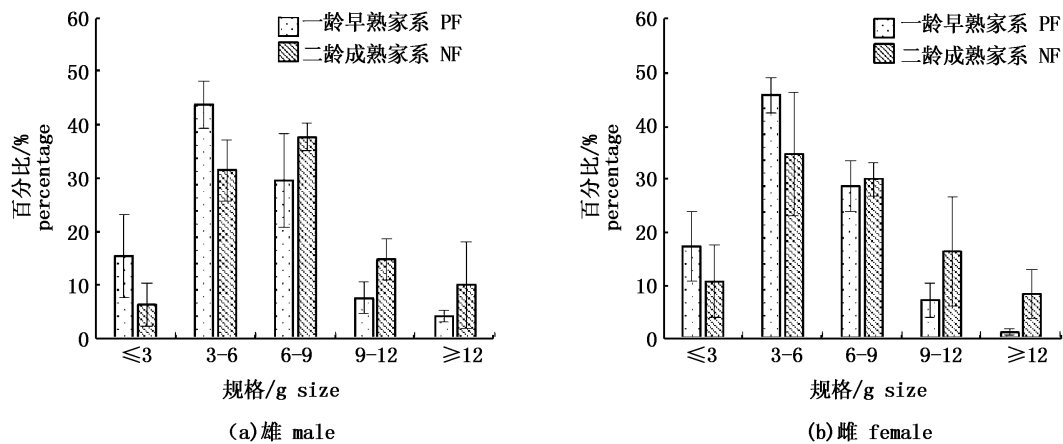 60
50
40
30
20
10
0
百分比/%
percentage
一龄早熟家系 PF
二龄成熟家系 NF
≤3 3-6 6-9 9-12 ≥12
规格/g size
(a)雄 male
60
50
40
30
20
10
0
百分比/%
percentage
一龄早熟家系 PF
二龄成熟家系 NF
≤3 3-6 6-9 9-12 ≥12
规格/g size
(b)雌 female